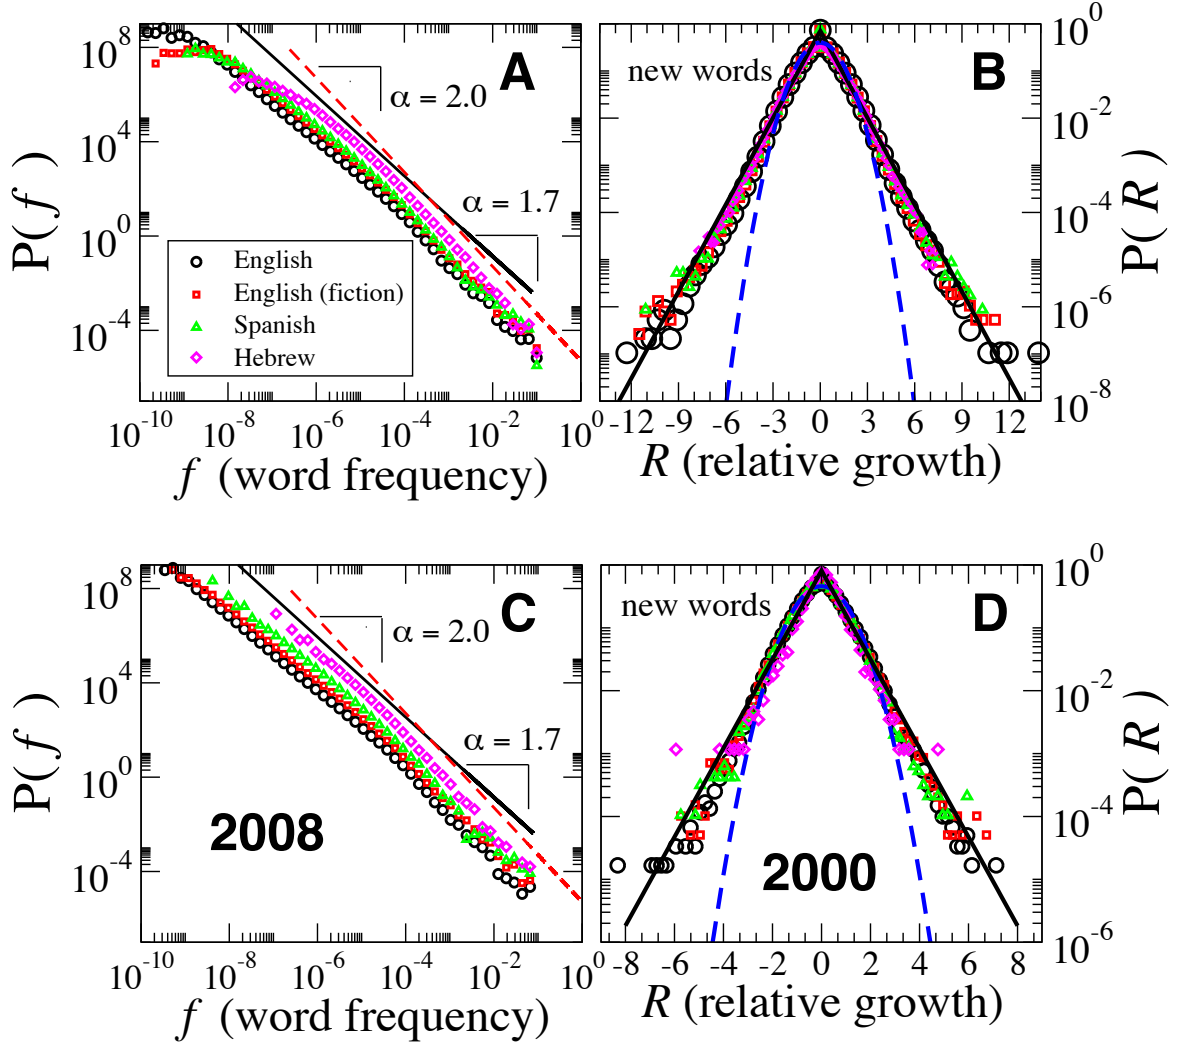 10^8
10^4
10^0
10^-4
P(f)
A
α = 2.0
α = 1.7
English
English (fiction)
Spanish
Hebrew
10^-10
10^-8
10^-6
10^-4
10^-2
10^0
f (word frequency)
B
new words
10^0
10^-2
10^-4
10^-6
10^-8
P(R)
-12 -9 -6 -3 0 3 6 9 12
R (relative growth)
10^8
10^4
10^0
10^-4
P(f)
C
α = 2.0
α = 1.7
2008
10^-10
10^-8
10^-6
10^-4
10^-2
10^0
f (word frequency)
D
new words
2000
10^0
10^-2
10^-4
10^-6
P(R)
-8 -6 -4 -2 0 2 4 6 8
R (relative growth)